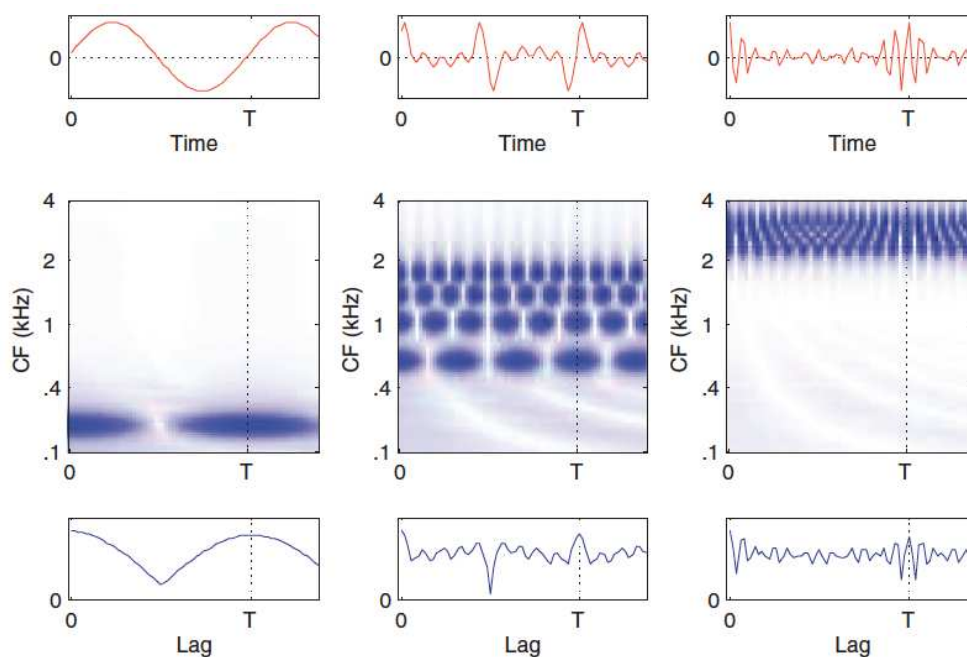 0 0 0
0 T 0 T 0 T
Time Time Time
4 4 4
2 2 2
1 1 1
.4 .4 .4
.1 .1 .1
CF (kHz) CF (kHz) CF (kHz)
0 T 0 T 0 T
0 0 0
0 T 0 T 0 T
Lag Lag Lag